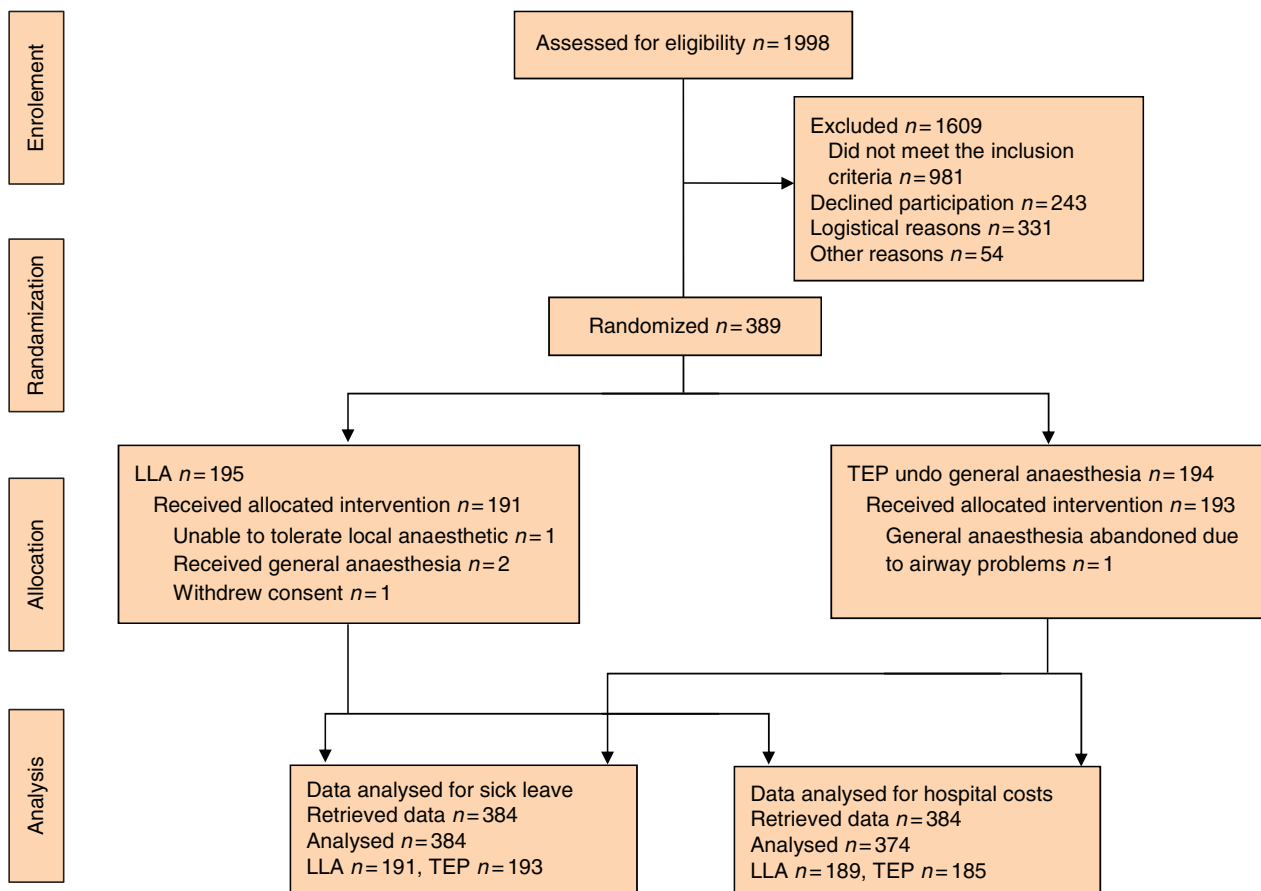 Enrolement
Assessed for eligibility n=1998
Excluded n=1609
Did not meet the inclusion
criteria n=981
Declined participation n=243
Logistical reasons n=331
Other reasons n=54
Randamization
Randomized n=389
Allocation
LLA n=195
Received allocated intervention n=191
Unable to tolerate local anaesthetic n=1
Received general anaesthesia n=2
Withdrew consent n=1
TEP undo general anaesthesia n=194
Received allocated intervention n=193
General anaesthesia abandoned due
to airway problems n=1
Analysis
Data analysed for sick leave
Retrieved data n=384
Analysed n=384
LLA n=191, TEP n=193
Data analysed for hospital costs
Retrieved data n=384
Analysed n=374
LLA n=189, TEP n=185